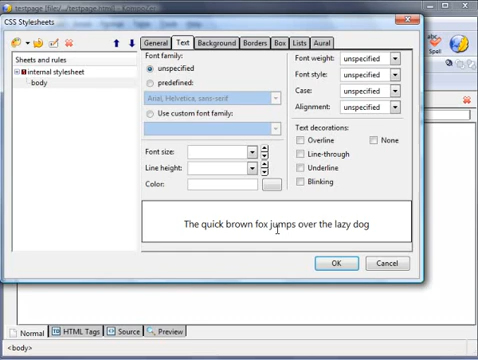 CSS Stylesheets
General Text Background Borders Box Lists Aural
Sheets and rules
internal stylesheet
body
Font family:
unspecified
predefined:
Arial, Helvetica, sans-serif
Use custom font family:
Font size:
Line height:
Color:
Font weight: unspecified
Font style: unspecified
Case: unspecified
Alignment: unspecified
Text decorations:
Overline None
Line-through
Underline
Blinking
The quick brown fox jumps over the lazy dog
OK Cancel
Spell
Normal HTML Tags Source Preview
<body>